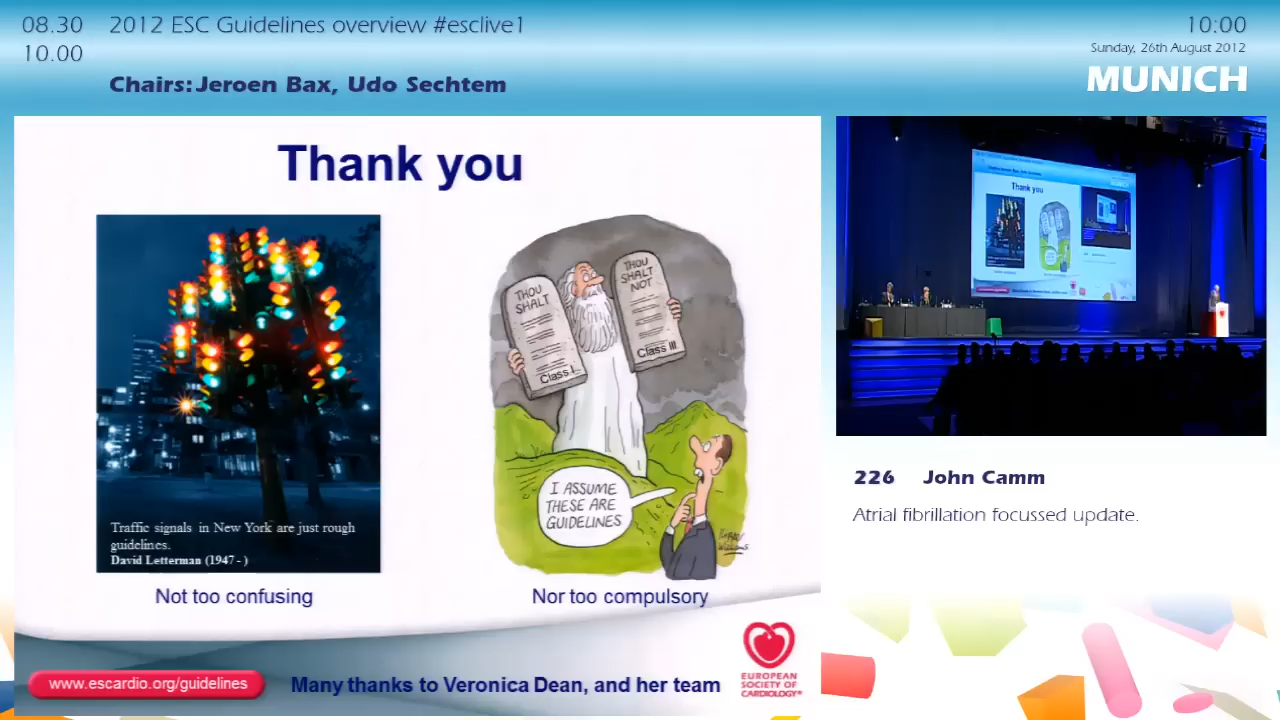 08.30 2012 ESC Guidelines overview #esclive1
10.00
Chairs: Jeroen Bax, Udo Sechtem
10:00
Sunday, 26th August 2012
MUNICH
Thank you
THOU
SHALT
Class I
THOU
SHALT
NOT
Class III
I ASSUME
THESE ARE
GUIDELINES
Traffic signals in New York are just rough
guidelines.
David Letterman (1947- )
Not too confusing
Nor too compulsory
www.escardio.org/guidelines
Many thanks to Veronica Dean, and her team
EUROPEAN
SOCIETY OF
CARDIOLOGY®
Thank you
MUNICH
226 John Camm
Atrial fibrillation focussed update.